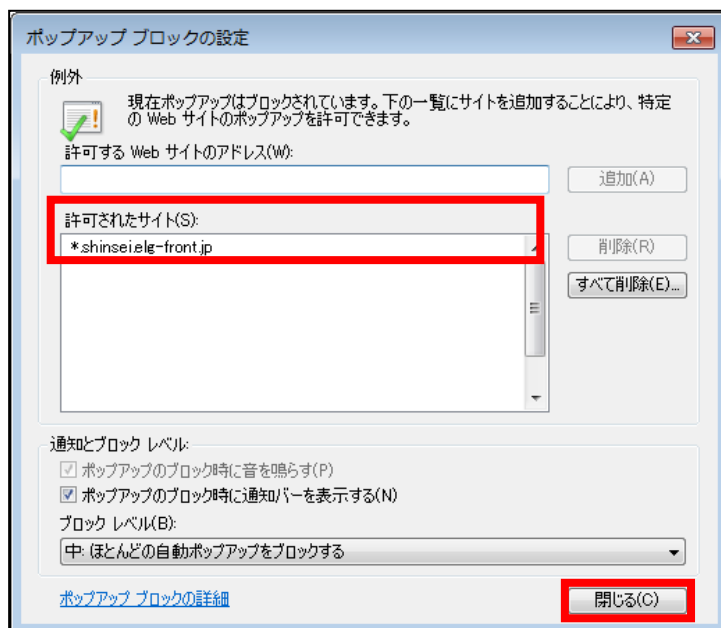 ポップアップ ブロックの設定
例外
現在ポップアップはブロックされています。下の一覧にサイトを追加することにより、特定
の Web サイトのポップアップを許可できます。
許可する Web サイトのアドレス(W):
追加(A)
許可されたサイト(S):
*.shinsei.elg-front.jp
削除(R)
すべて削除(E)...
通知とブロック レベル:
ポップアップのブロック時に音を鳴らす(P)
ポップアップのブロック時に通知バーを表示する(N)
ブロック レベル(B):
中: ほとんどの自動ポップアップをブロックする
ポップアップ ブロックの詳細
閉じる(C)